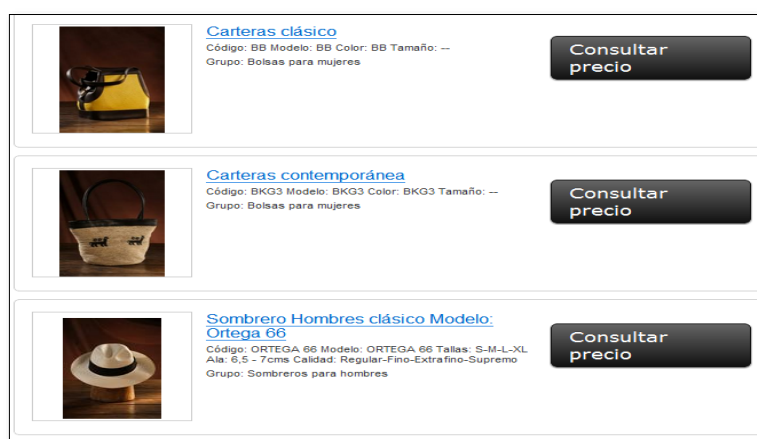 Carteras clásico
Código: BB Modelo: BB Color: BB Tamaño: --
Grupo: Bolsas para mujeres
Consultar
precio
Carteras contemporánea
Código: BKG3 Modelo: BKG3 Color: BKG3 Tamaño: --
Grupo: Bolsas para mujeres
Consultar
precio
Sombrero Hombres clásico Modelo:
Ortega 66
Código: ORTEGA 66 Modelo: ORTEGA 66 Tallas: S-M-L-XL
Ala: 6,5 - 7cms Calidad: Regular-Fino-Extrafino-Supremo
Grupo: Sombreros para hombres
Consultar
precio